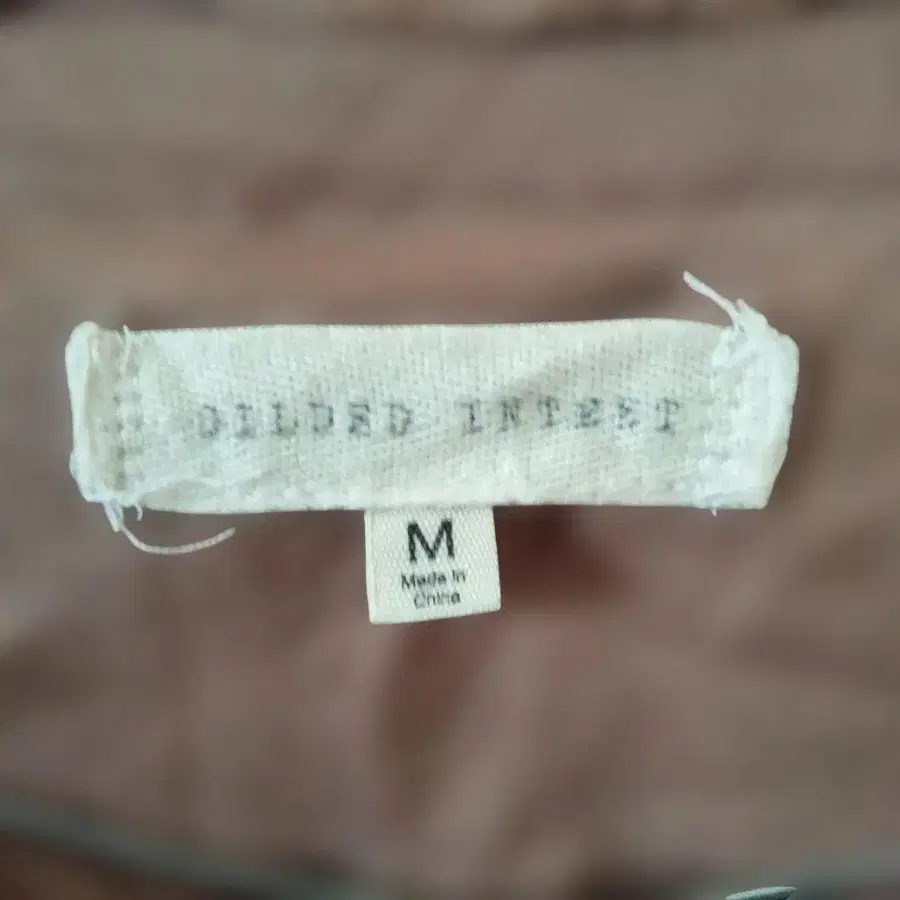 GILDED INTENT
M
Made in
China